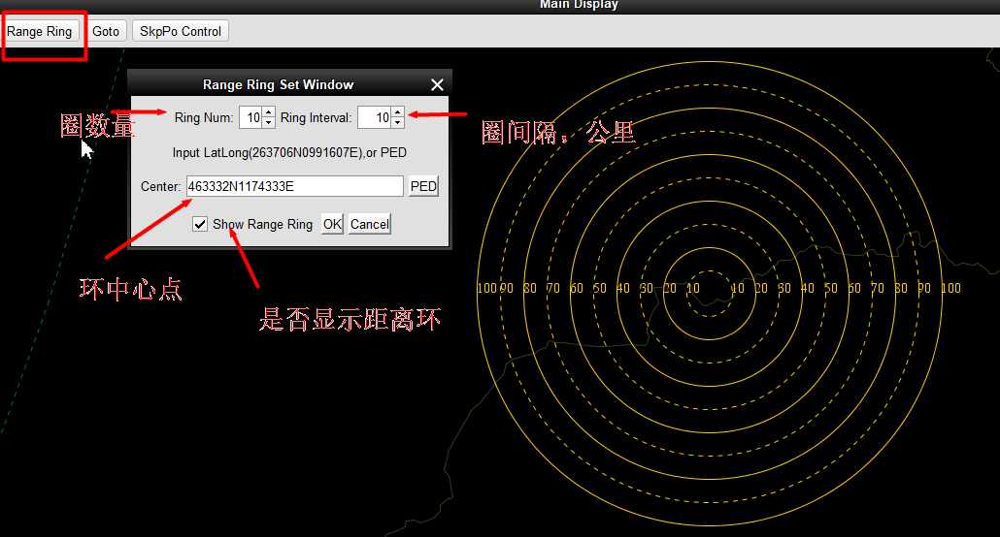 Main Display
Range Ring Goto SkpPo Control
Range Ring Set Window
圈数量
Ring Num: 10 Ring Interval: 10
圈间隔，公里
Input LatLong(263706N0991607E),or PED
Center: 463332N1174333E PED
Show Range Ring OK Cancel
环中心点
是否显示距离环
100 90 80 70 60 50 40 30 20 10 10 20 30 40 50 60 70 80 90 100